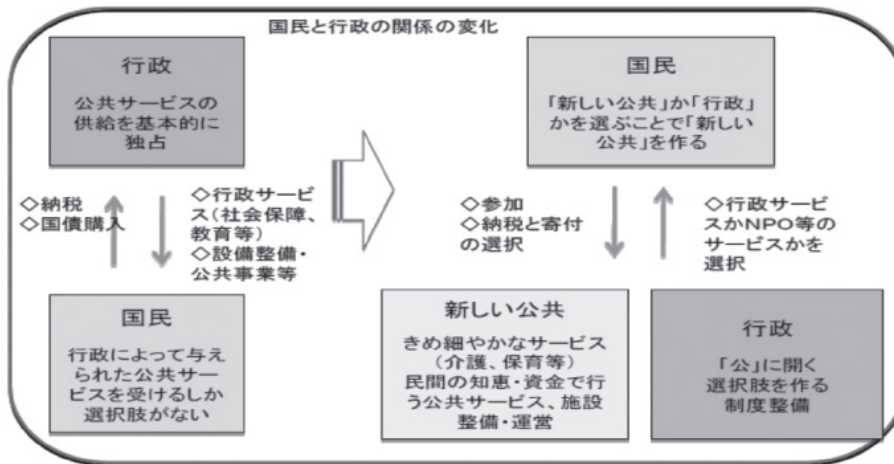 国民と行政の関係の変化
行政
公共サービスの
供給を基本的に
独占
◇納税
◇国債購入
◇行政サービ
ス(社会保障、
教育等)
◇設備整備・
公共事業等
国民
行政によって与え
られた公共サー
ビスを受けるしか
選択肢がない
国民
「新しい公共」か「行政」
かを選ぶことで「新しい
公共」を作る
◇参加
◇納税と寄付
の選択
◇行政サービ
スかNPO等の
サービスかを
選択
新しい公共
きめ細やかなサービス
(介護、保育等)
民間の知恵・資金で行
う公共サービス、施設
整備・運営
行政
「公」に開く
選択肢を作る
制度整備